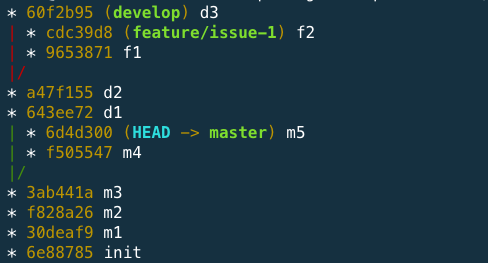 * 60f2b95 (develop) d3
| * cdc39d8 (feature/issue-1) f2
| * 9653871 f1
|/
* a47f155 d2
* 643ee72 d1
| * 6d4d300 (HEAD -> master) m5
| * f505547 m4
|/
* 3ab441a m3
* f828a26 m2
* 30deaf9 m1
* 6e88785 init